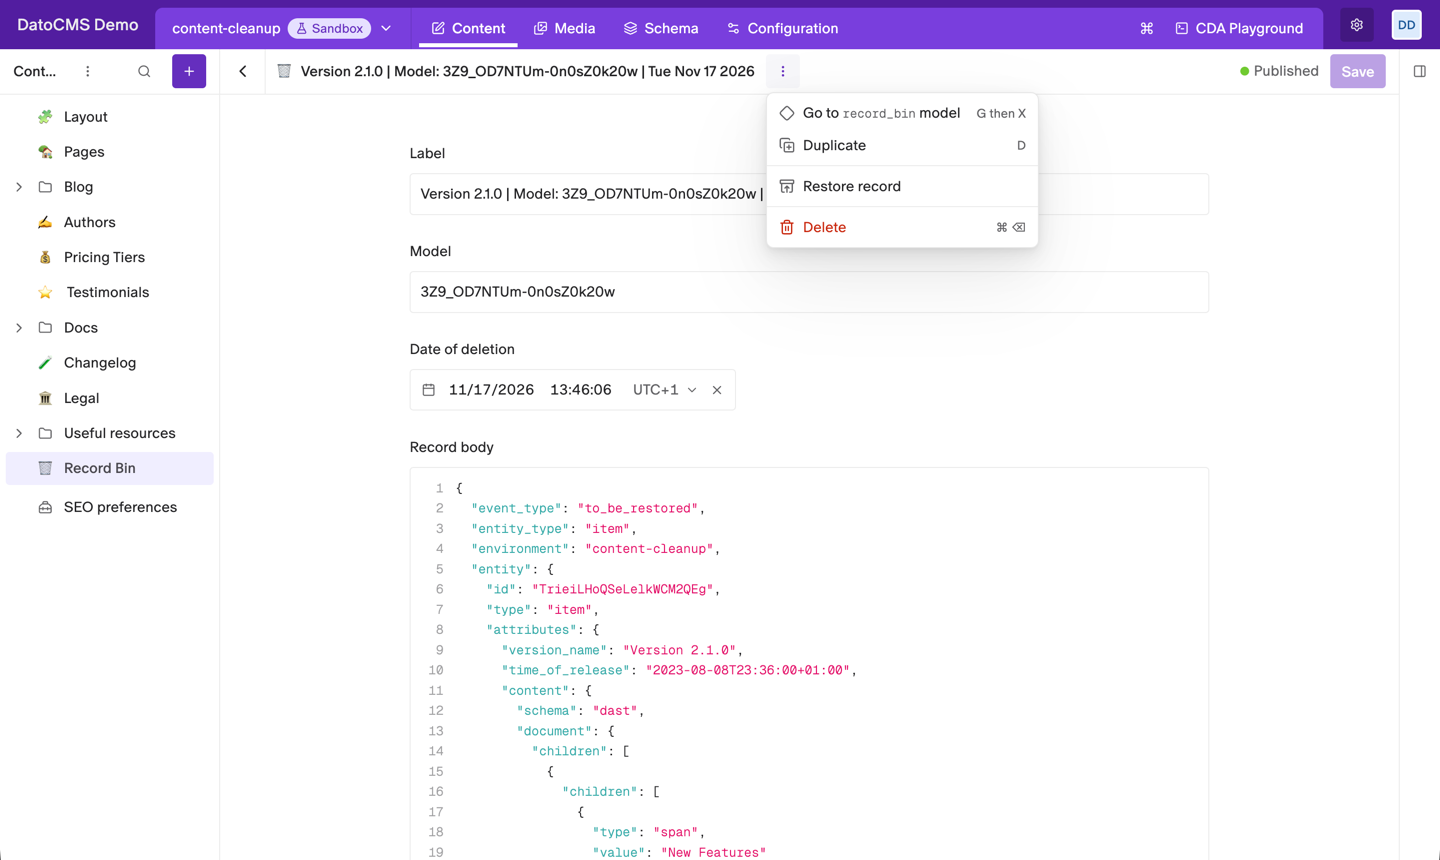 DatoCMS Demo
content-cleanup Sandbox
Content
Media
Schema
Configuration
⌘
CDA Playground
DD
Cont...
Version 2.1.0 | Model: 3Z9_OD7NTUm-0n0sZ0k20w | Tue Nov 17 2026
Published
Save
Layout
Pages
Blog
Authors
Pricing Tiers
Testimonials
Docs
Changelog
Legal
Useful resources
Record Bin
SEO preferences
Go to record_bin model G then X
Duplicate D
Restore record
Delete ⌘ ⌫
Label
Version 2.1.0 | Model: 3Z9_OD7NTUm-0n0sZ0k20w |
Model
3Z9_OD7NTUm-0n0sZ0k20w
Date of deletion
11/17/2026 13:46:06 UTC+1
Record body
1 {
2 "event_type": "to_be_restored",
3 "entity_type": "item",
4 "environment": "content-cleanup",
5 "entity": {
6 "id": "TrieiLHoQSeLelkWCM2QEg",
7 "type": "item",
8 "attributes": {
9 "version_name": "Version 2.1.0",
10 "time_of_release": "2023-08-08T23:36:00+01:00",
11 "content": {
12 "schema": "dast",
13 "document": {
14 "children": [
15 {
16 "children": [
17 {
18 "type": "span",
19 "value": "New Features"